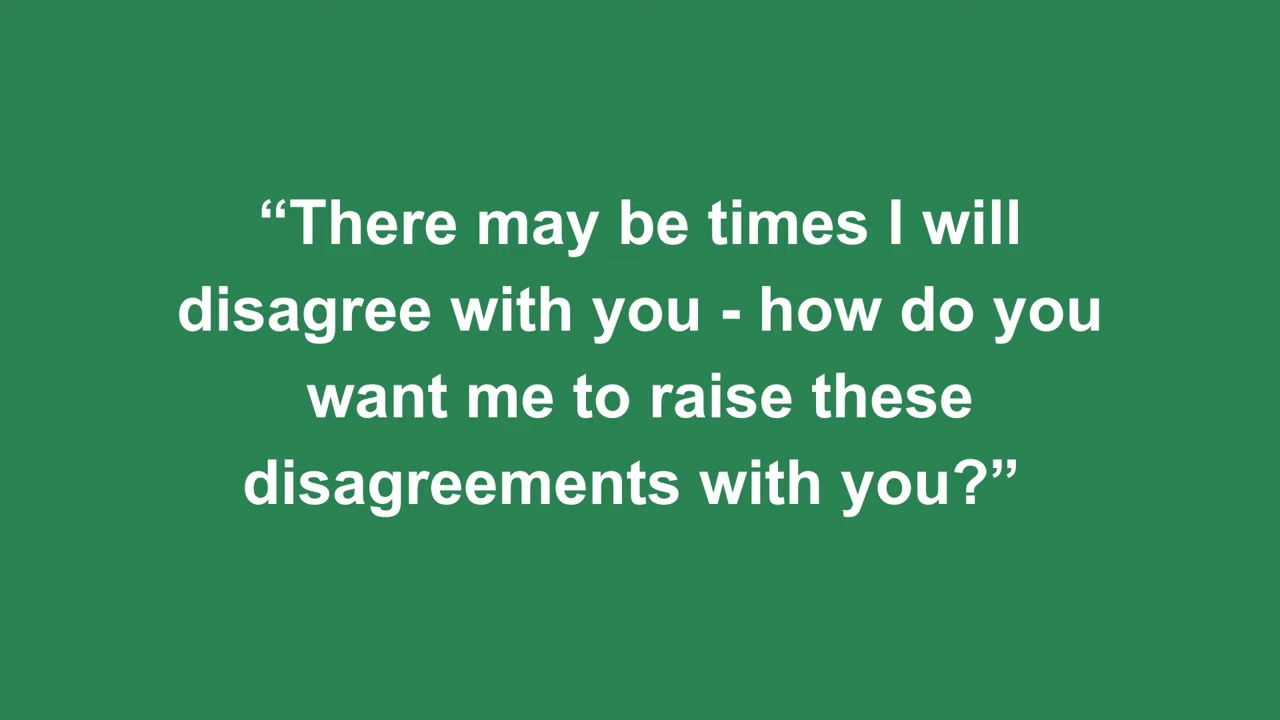 “There may be times I will
disagree with you - how do you
want me to raise these
disagreements with you?”